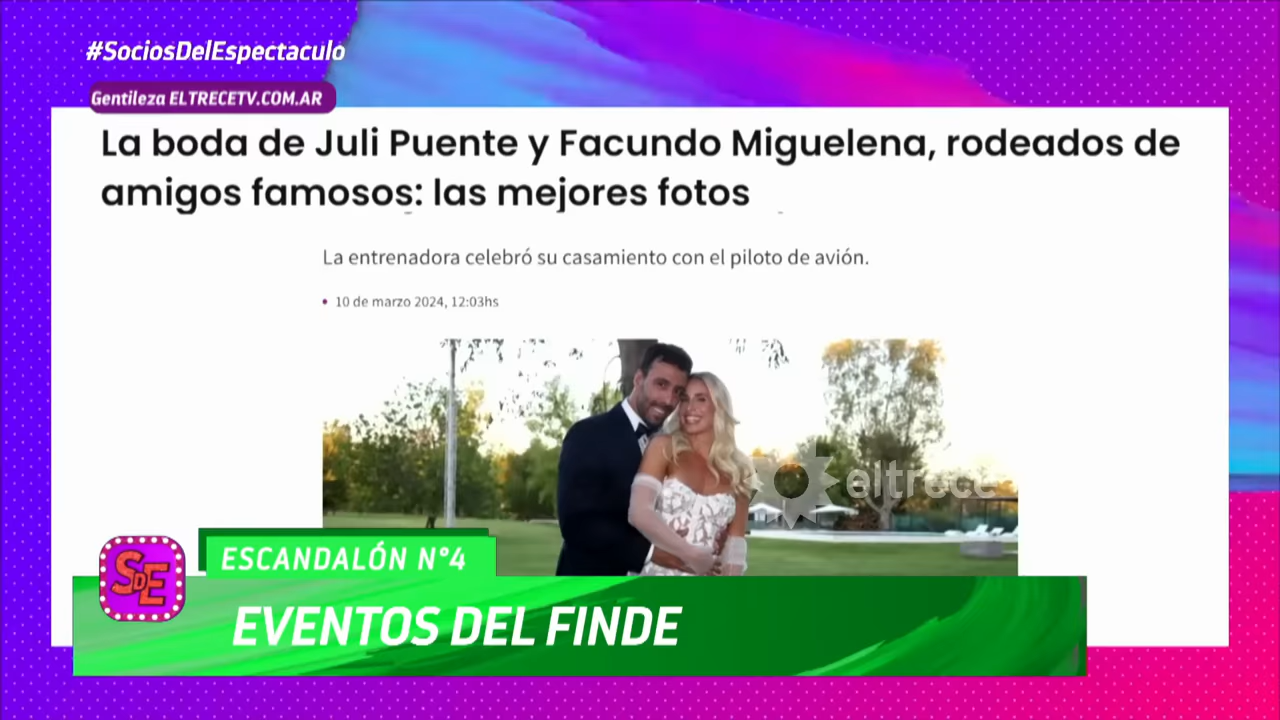 #SociosDelEspectaculo
Gentileza ELTRECETV.COM.AR
La boda de Juli Puente y Facundo Miguelena, rodeados de
amigos famosos: las mejores fotos
La entrenadora celebró su casamiento con el piloto de avión.
• 10 de marzo 2024, 12:03hs
eltrece
ESCANDALÓN N°4
SDE
EVENTOS DEL FINDE